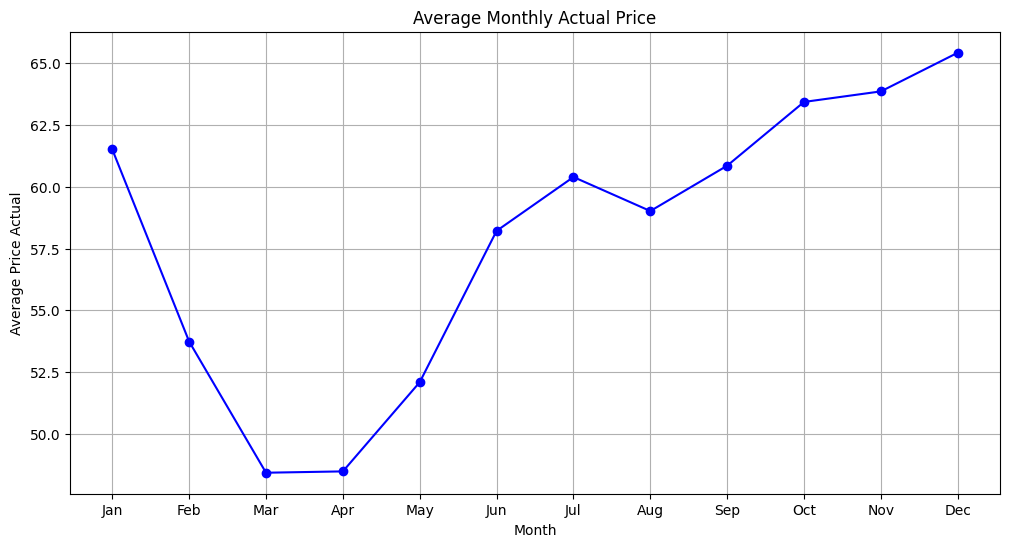 Average Monthly Actual Price
Average Price Actual
65.0
62.5
60.0
57.5
55.0
52.5
50.0
Jan Feb Mar Apr May Jun Jul Aug Sep Oct Nov Dec
Month